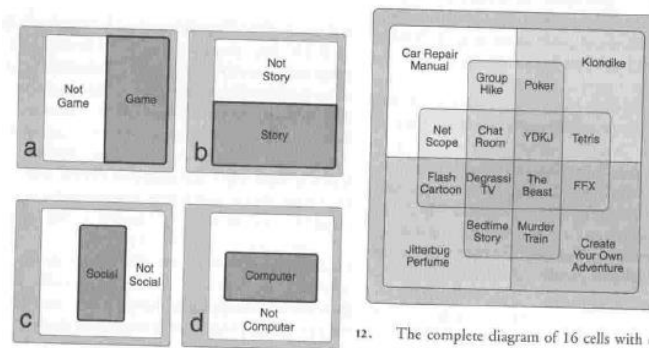 Not
Game
Game
a
Not
Story
Story
b
Social
Not
Social
c
Computer
Not
Computer
d
Car Repair
Manual
Klondike
Group
Hike
Poker
Net
Scope
Chat
Room
YDKJ
Tetris
Flash
Cartoon
Degrassi
TV
The
Beast
FFX
Bedtime
Story
Murder
Train
Jitterbug
Perfume
Create
Your Own
Adventure
12. The complete diagram of 16 cells with